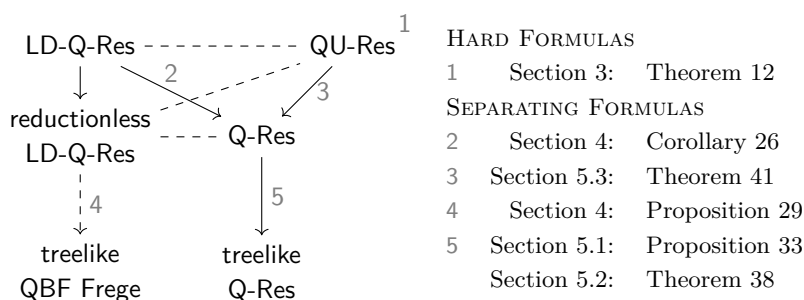 LD-Q-Res QU-Res 1
2
3
reductionless
LD-Q-Res
Q-Res
4
5
treelike
QBF Frege
treelike
Q-Res
HARD FORMULAS
1 Section 3: Theorem 12
SEPARATING FORMULAS
2 Section 4: Corollary 26
3 Section 5.3: Theorem 41
4 Section 4: Proposition 29
5 Section 5.1: Proposition 33
Section 5.2: Theorem 38